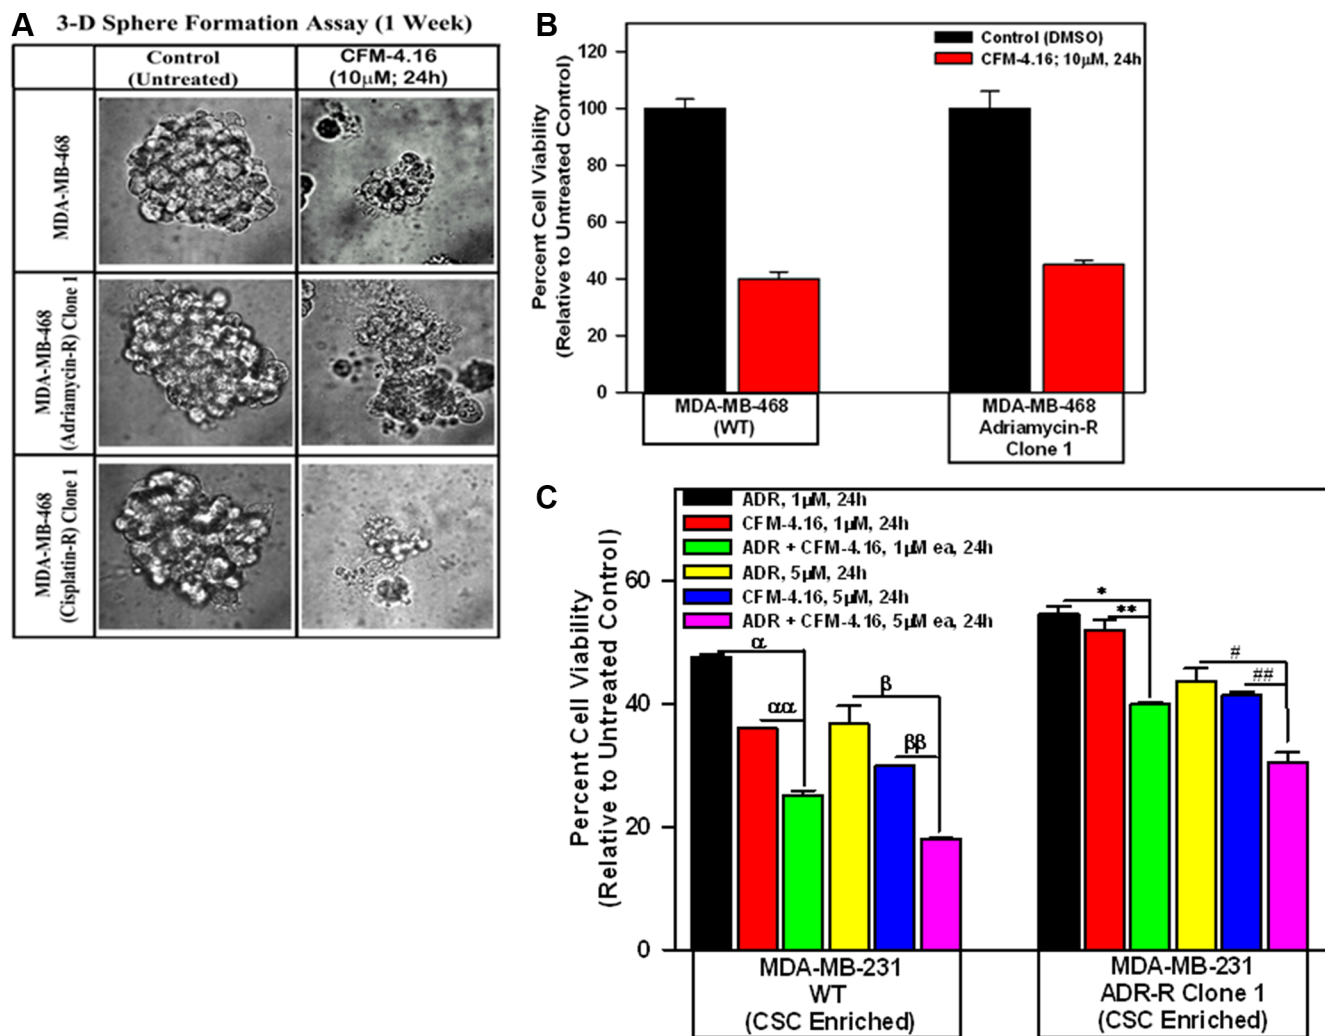 A
3-D Sphere Formation Assay (1 Week)
Control
(Untreated)
CFM-4.16
(10µM; 24h)
MDA-MB-468
MDA-MB-468
(Adriamycin-R) Clone 1
MDA-MB-468
(Cisplatin-R) Clone 1
B
Percent Cell Viability
(Relative to Untreated Control)
120
100
80
60
40
20
0
Control (DMSO)
CFM-4.16; 10µM, 24h
MDA-MB-468
(WT)
MDA-MB-468
Adriamycin-R
Clone 1
C
Percent Cell Viability
(Relative to Untreated Control)
60
40
20
0
ADR, 1µM, 24h
CFM-4.16, 1µM, 24h
ADR + CFM-4.16, 1µM ea, 24h
ADR, 5µM, 24h
CFM-4.16, 5µM, 24h
ADR + CFM-4.16, 5µM ea, 24h
α
αα
β
ββ
*
**
#
##
MDA-MB-231
WT
(CSC Enriched)
MDA-MB-231
ADR-R Clone 1
(CSC Enriched)